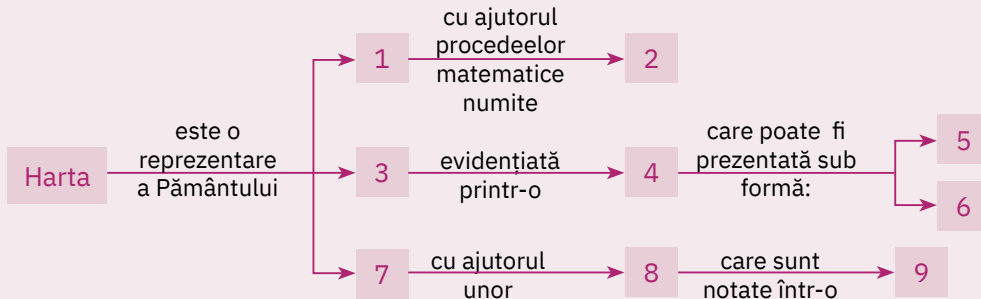 Harta
este o
reprezentare
a Pământului
1
cu ajutorul
procedeelor
matematice
numite
2
3
evidențiată
printr-o
4
care poate fi
prezentată sub
formă:
5
6
7
cu ajutorul
unor
8
care sunt
notate într-o
9